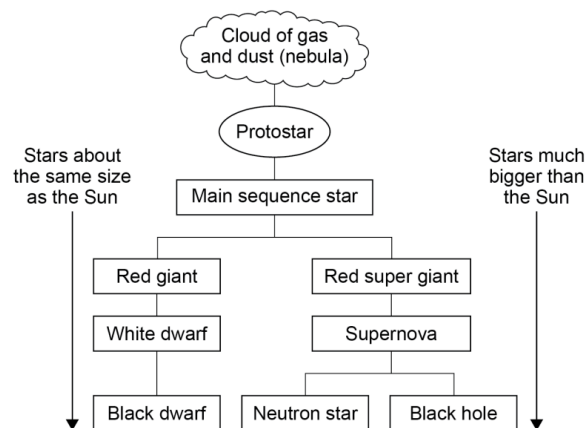 Cloud of gas
and dust (nebula)
Protostar
Stars about
the same size
as the Sun
Stars much
bigger than
the Sun
Main sequence star
Red giant
Red super giant
White dwarf
Supernova
Black dwarf
Neutron star
Black hole